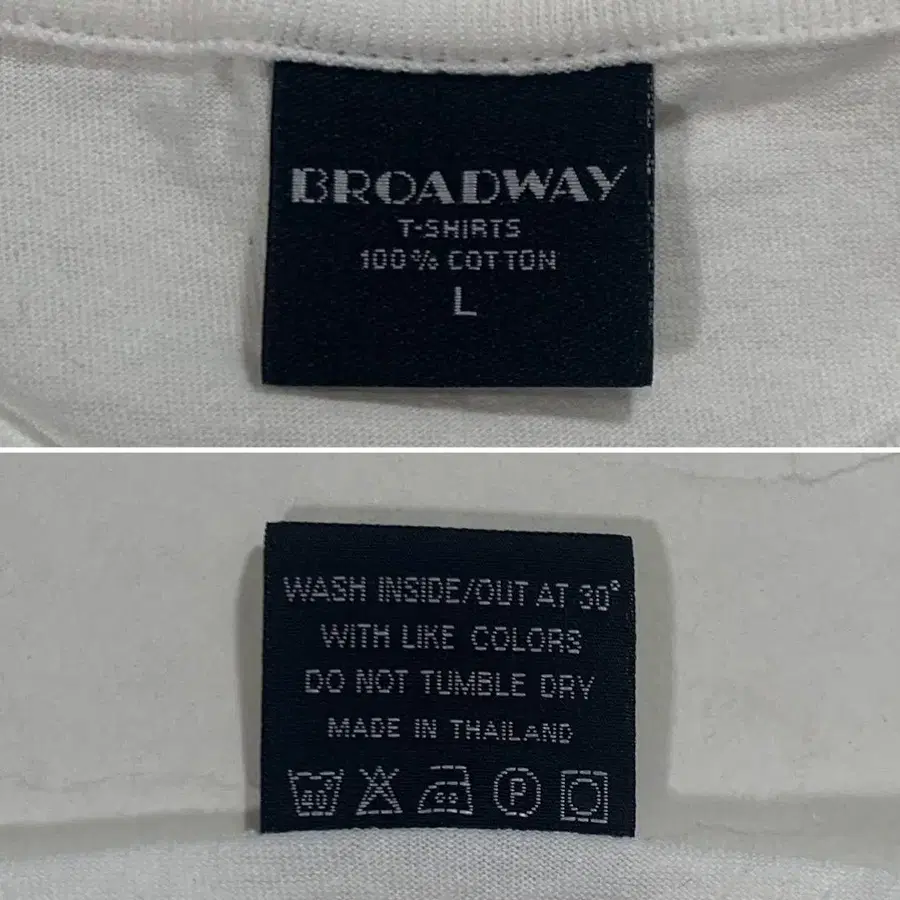 BROADWAY
T-SHIRTS
100% COTTON
L
WASH INSIDE/OUT AT 30°
WITH LIKE COLORS
DO NOT TUMBLE DRY
MADE IN THAILAND
40° P